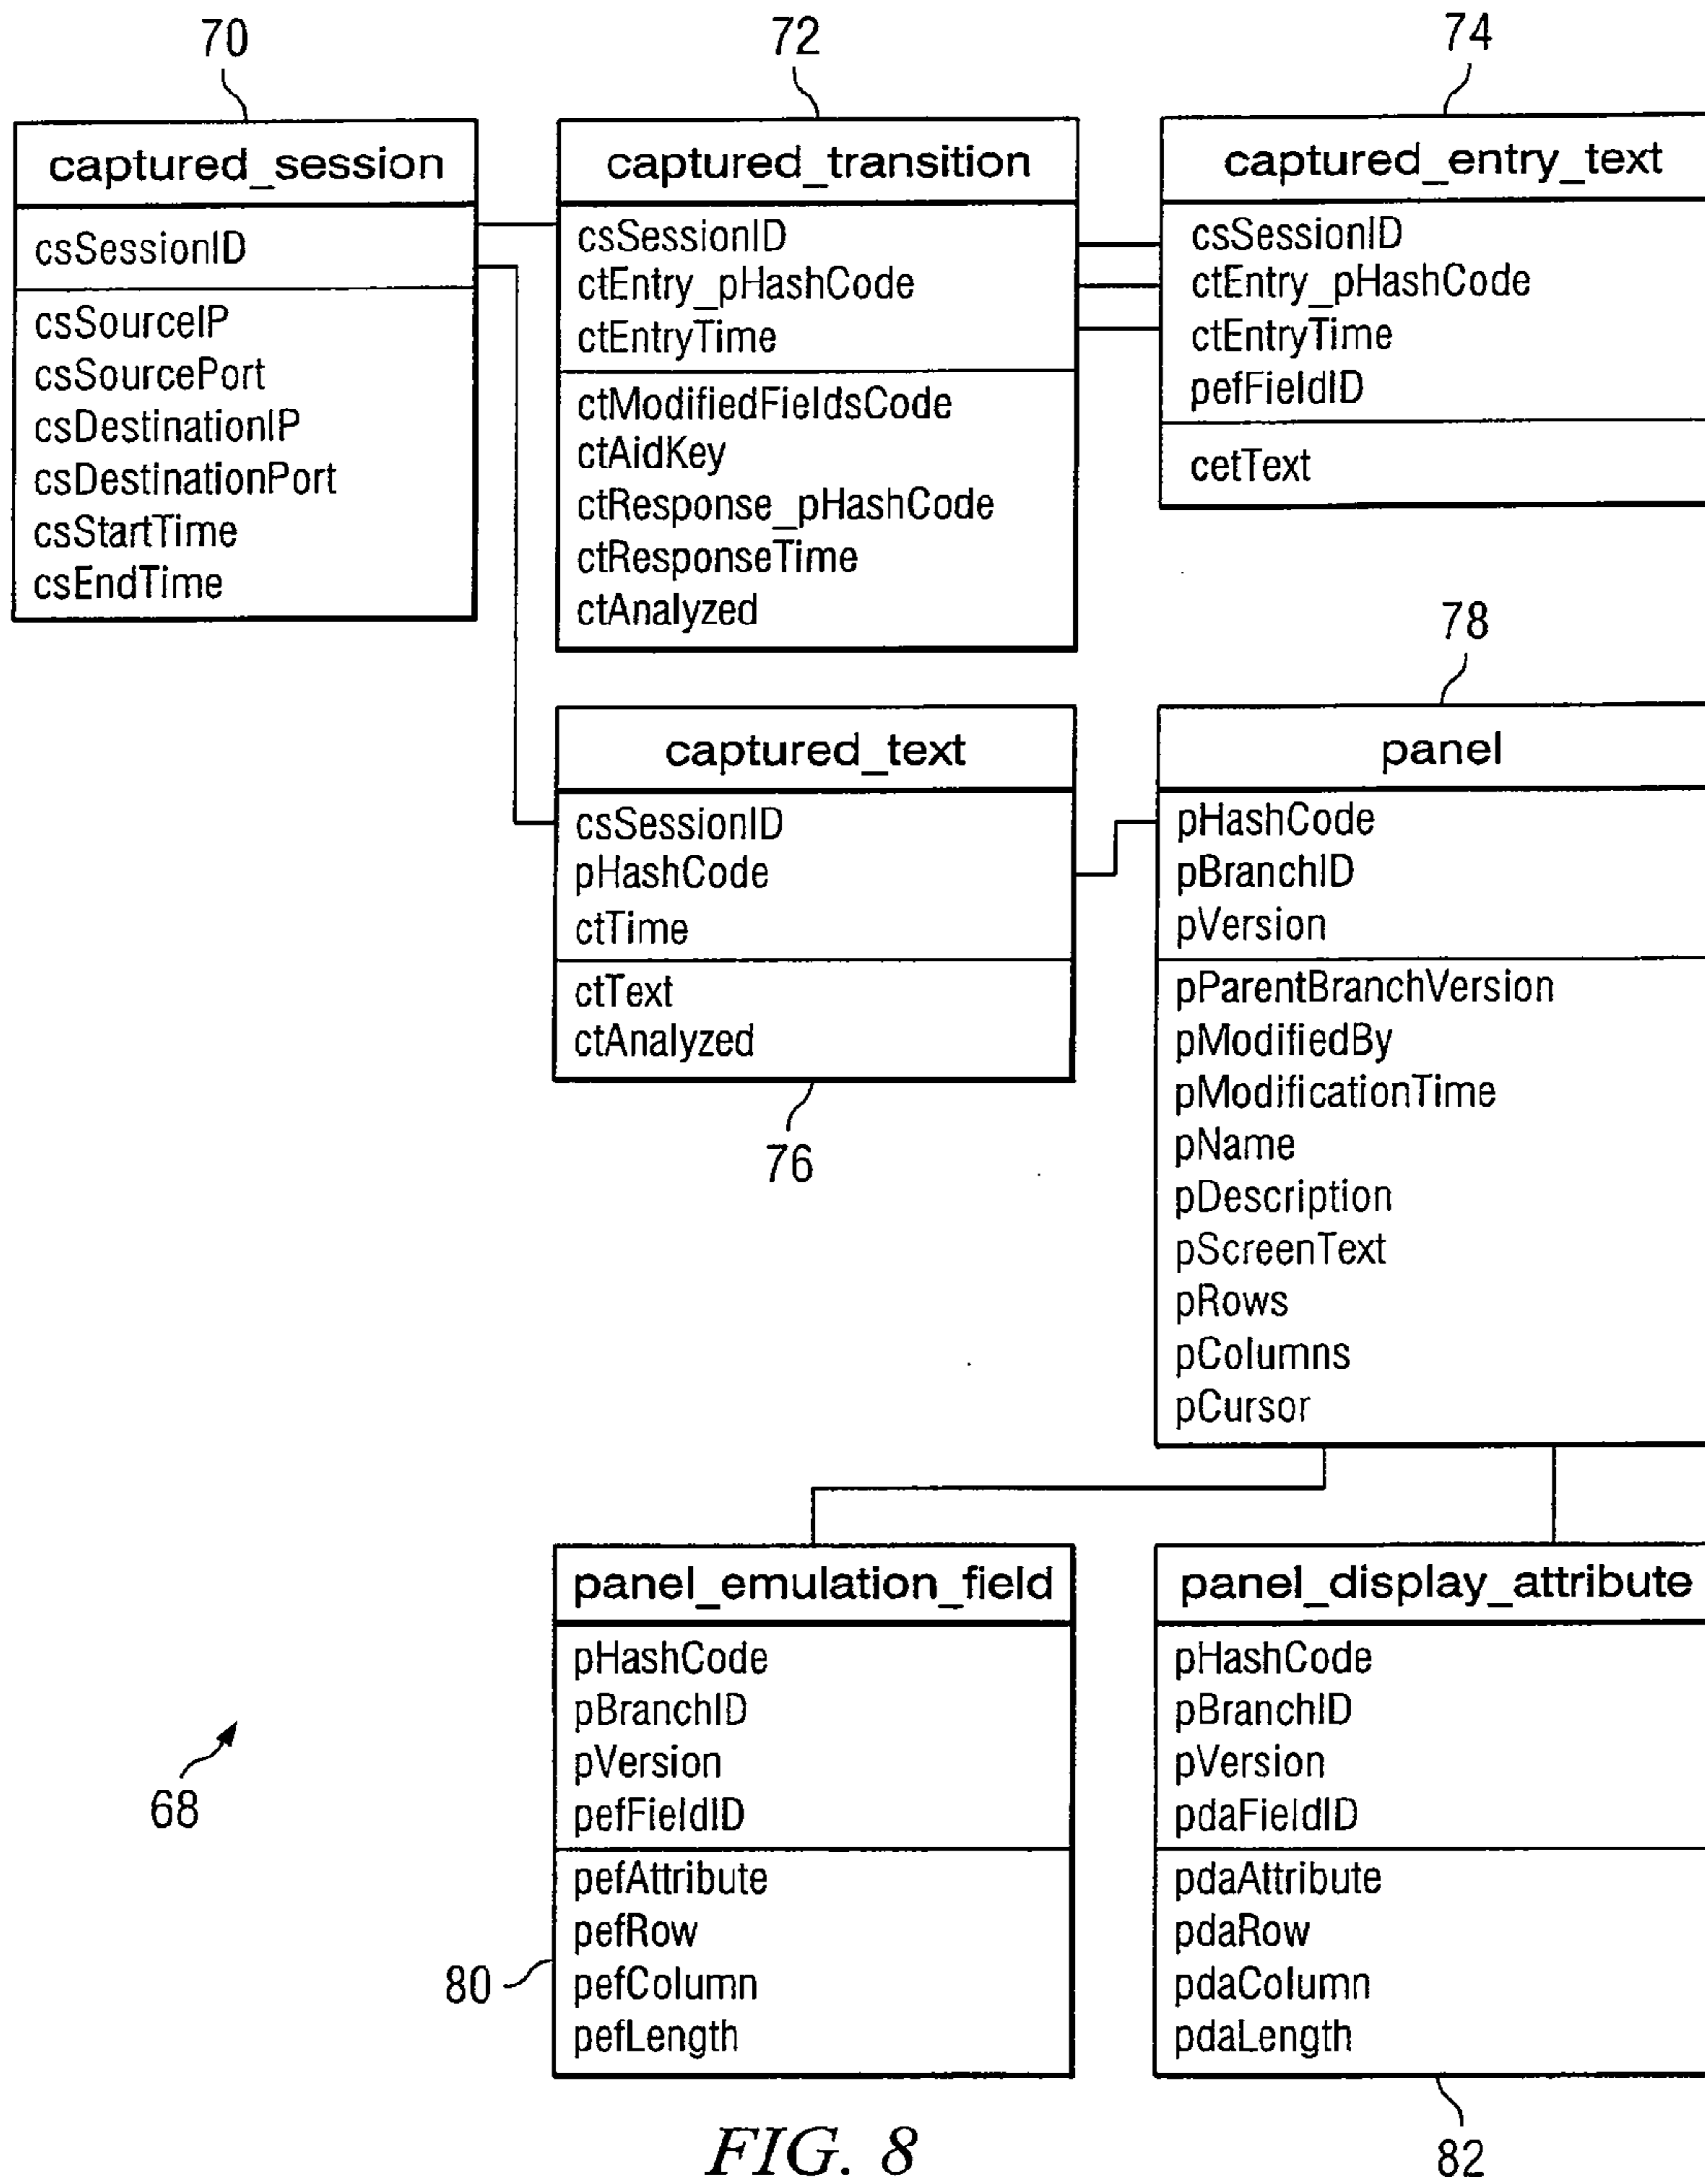 70
captured_session
csSessionID
csSourceIP
csSourcePort
csDestinationIP
csDestinationPort
csStartTime
csEndTime
72
captured_transition
csSessionID
ctEntry_pHashCode
ctEntryTime
ctModifiedFieldsCode
ctAidKey
ctResponse_pHashCode
ctResponseTime
ctAnalyzed
74
captured_entry_text
csSessionID
ctEntry_pHashCode
ctEntryTime
pefFieldID
cetText
captured_text
csSessionID
pHashCode
ctTime
ctText
ctAnalyzed
76
78
panel
pHashCode
pBranchID
pVersion
pParentBranchVersion
pModifiedBy
pModificationTime
pName
pDescription
pScreenText
pRows
pColumns
pCursor
68
panel_emulation_field
pHashCode
pBranchID
pVersion
pefFieldID
pefAttribute
pefRow
pefColumn
pefLength
80
panel_display_attribute
pHashCode
pBranchID
pVersion
pdaFieldID
pdaAttribute
pdaRow
pdaColumn
pdaLength
82
FIG. 8